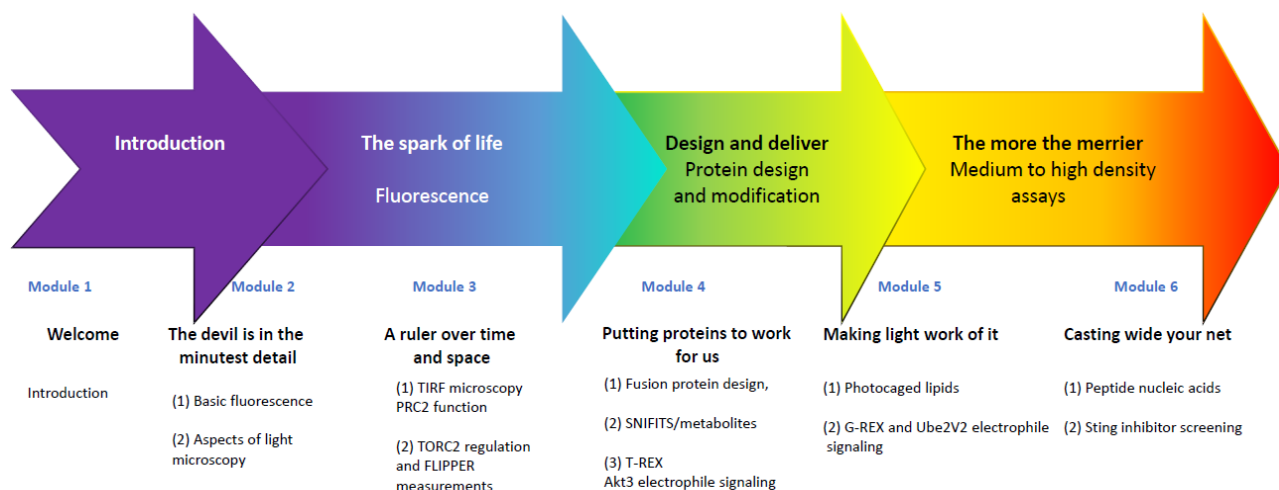 Introduction
The spark of life
Fluorescence
Design and deliver
Protein design
and modification
The more the merrier
Medium to high density
assays
Module 1
Module 2
Module 3
Module 4
Module 5
Module 6
Welcome
Introduction
The devil is in the
minutest detail
(1) Basic fluorescence
(2) Aspects of light
microscopy
A ruler over time
and space
(1) TIRF microscopy
PRC2 function
(2) TORC2 regulation
and FLIPPER
measurements
Putting proteins to work
for us
(1) Fusion protein design,
(2) SNIFITS/metabolites
(3) T-REX
Akt3 electrophile signaling
Making light work of it
(1) Photocaged lipids
(2) G-REX and Ube2V2 electrophile
signaling
Casting wide your net
(1) Peptide nucleic acids
(2) Sting inhibitor screening